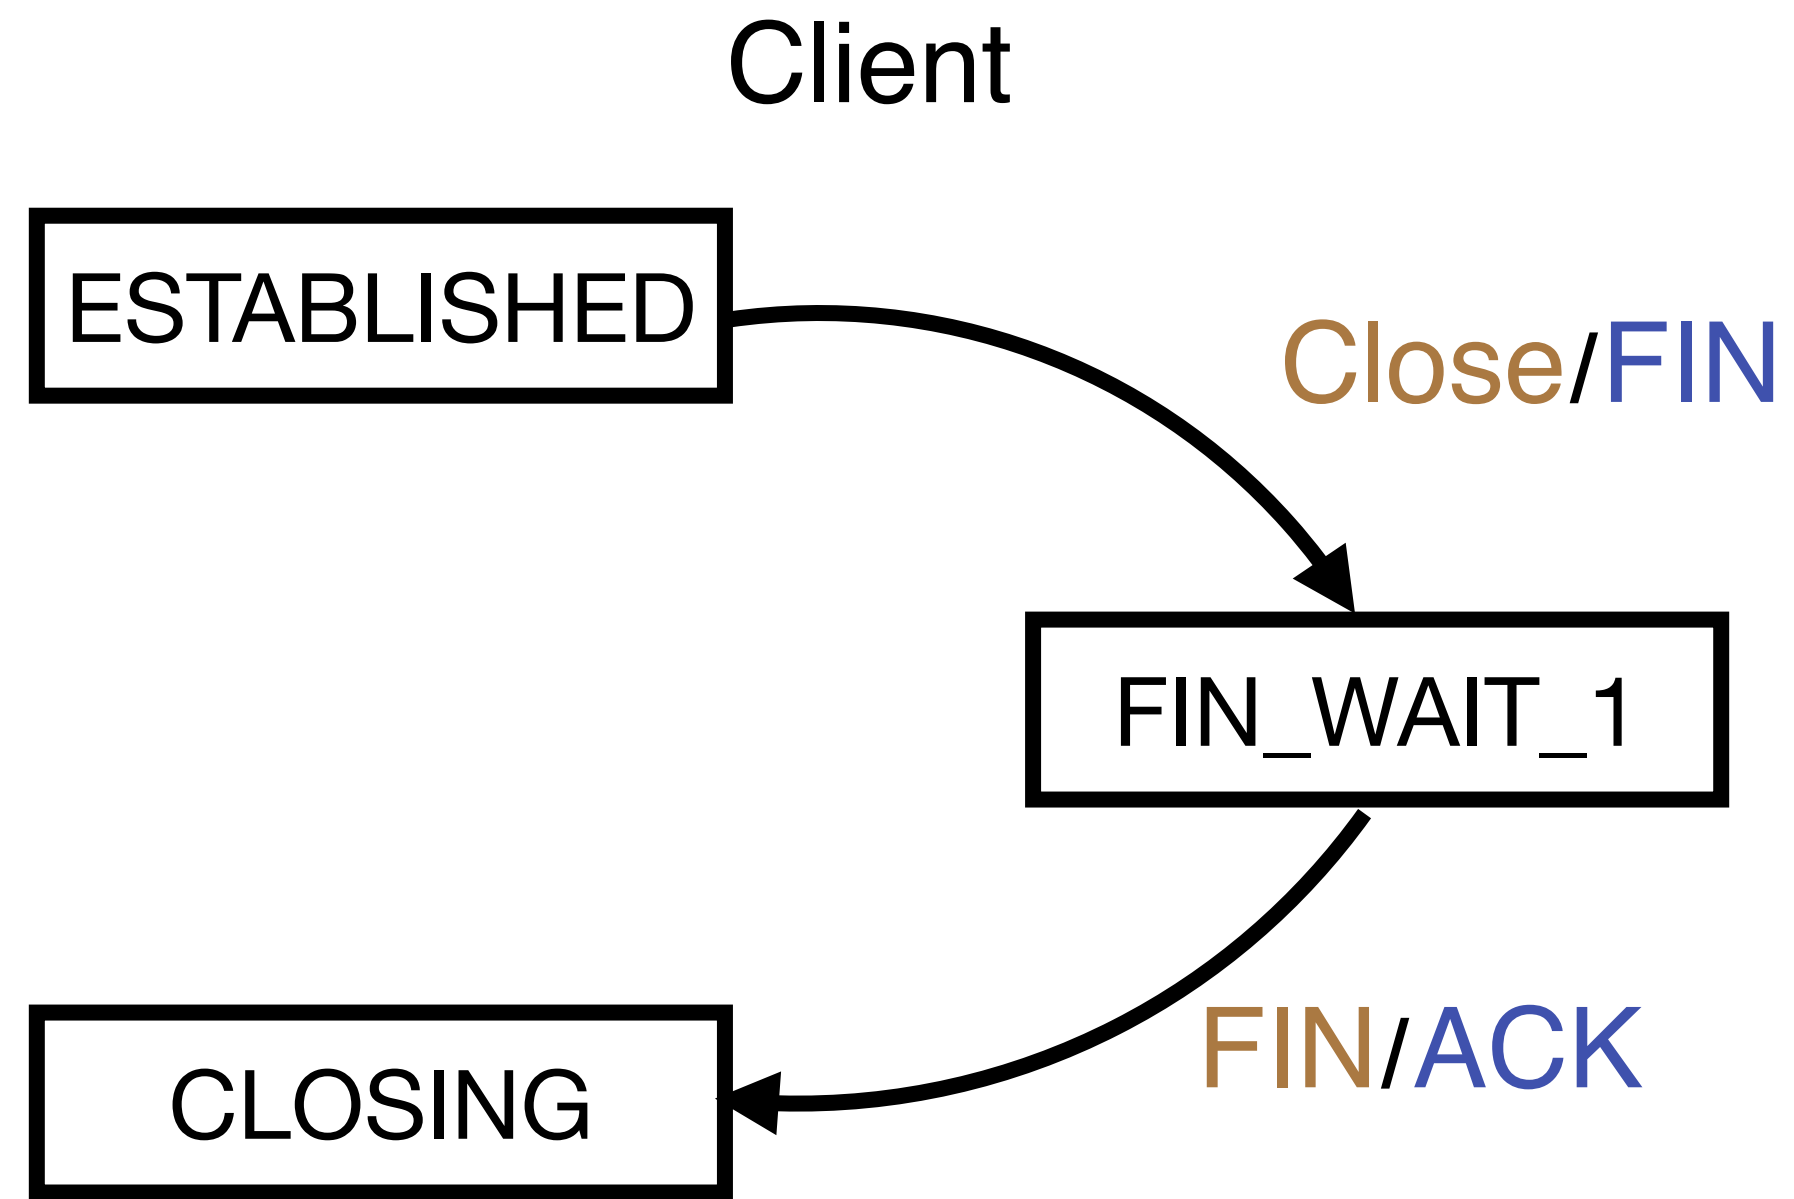 Client
ESTABLISHED
Close/FIN
FIN_WAIT_1
FIN/ACK
CLOSING